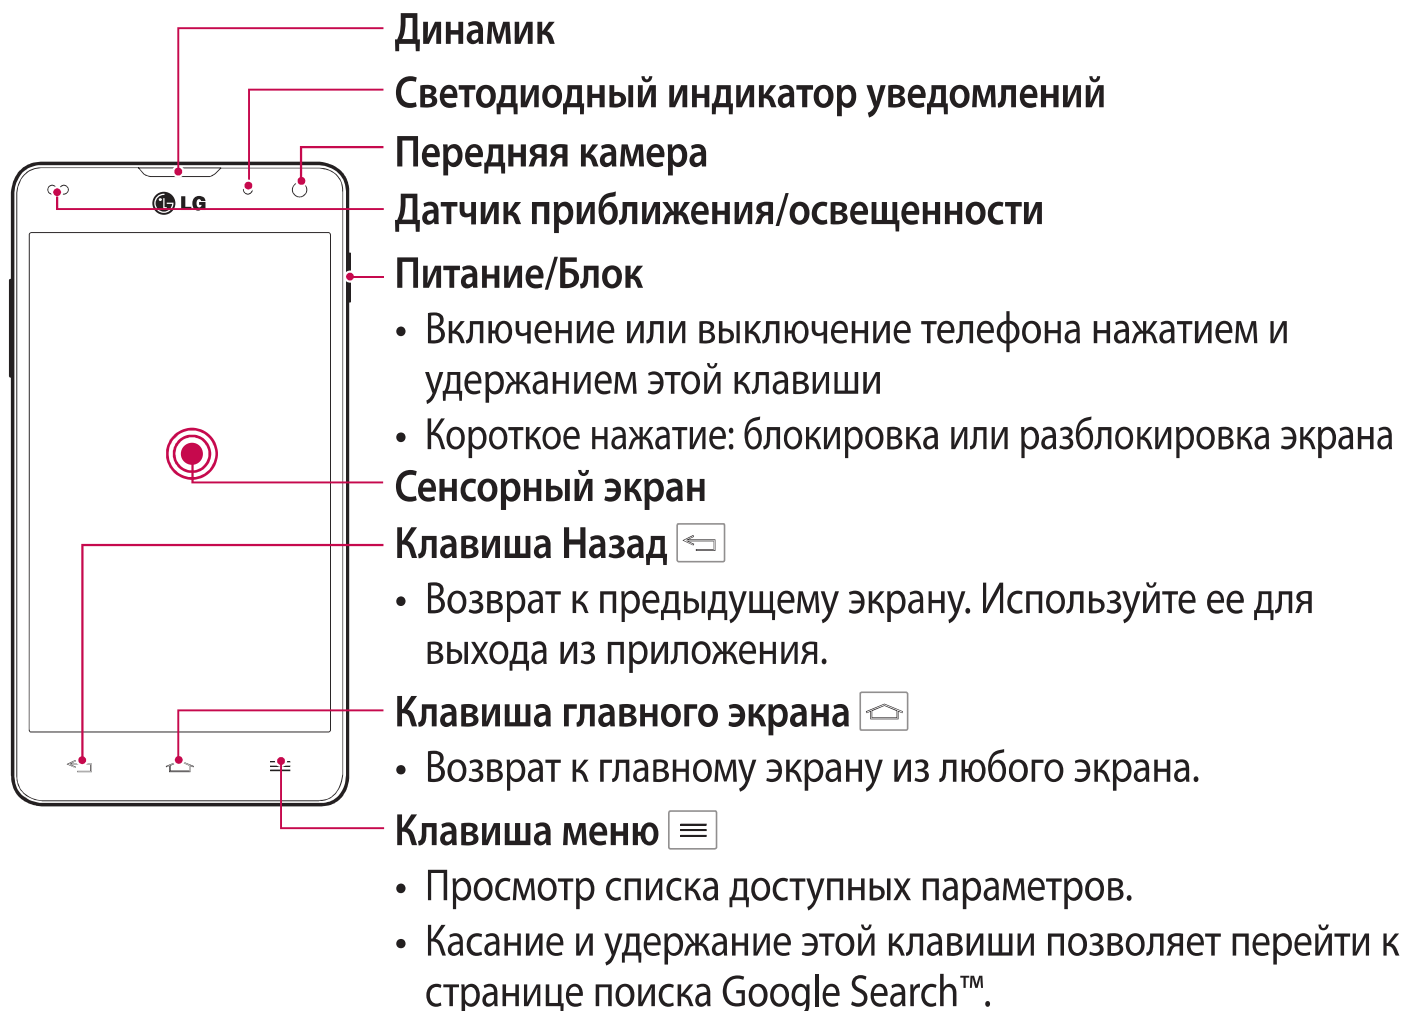 Динамик
Светодиодный индикатор уведомлений
Передняя камера
LG
Датчик приближения/освещенности
Питание/Блок
• Включение или выключение телефона нажатием и
удержанием этой клавиши
• Короткое нажатие: блокировка или разблокировка экрана
Сенсорный экран
Клавиша Назад
• Возврат к предыдущему экрану. Используйте ее для
выхода из приложения.
Клавиша главного экрана
• Возврат к главному экрану из любого экрана.
Клавиша меню
• Просмотр списка доступных параметров.
• Касание и удержание этой клавиши позволяет перейти к
странице поиска Google Search™.